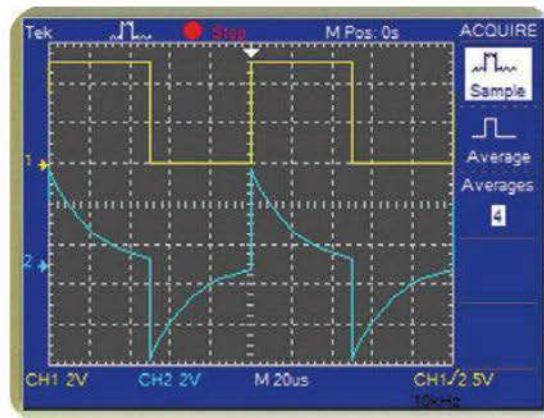 Tek Stop M Pos: 0s ACQUIRE
Sample
Average
Averages
4
1
2
CH1 2V CH2 2V M 20us CH1/2.5V
10kHz